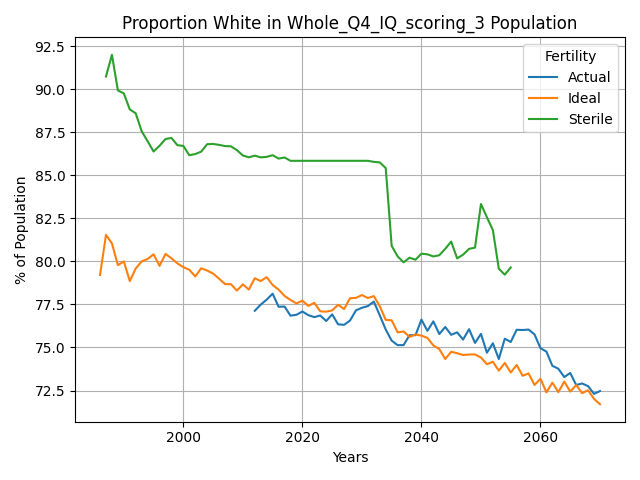 Proportion White in Whole_Q4_IQ_scoring_3 Population
92.5
90.0
87.5
85.0
82.5
80.0
77.5
75.0
72.5
% of Population
Fertility
Actual
Ideal
Sterile
2000
2020
2040
2060
Years